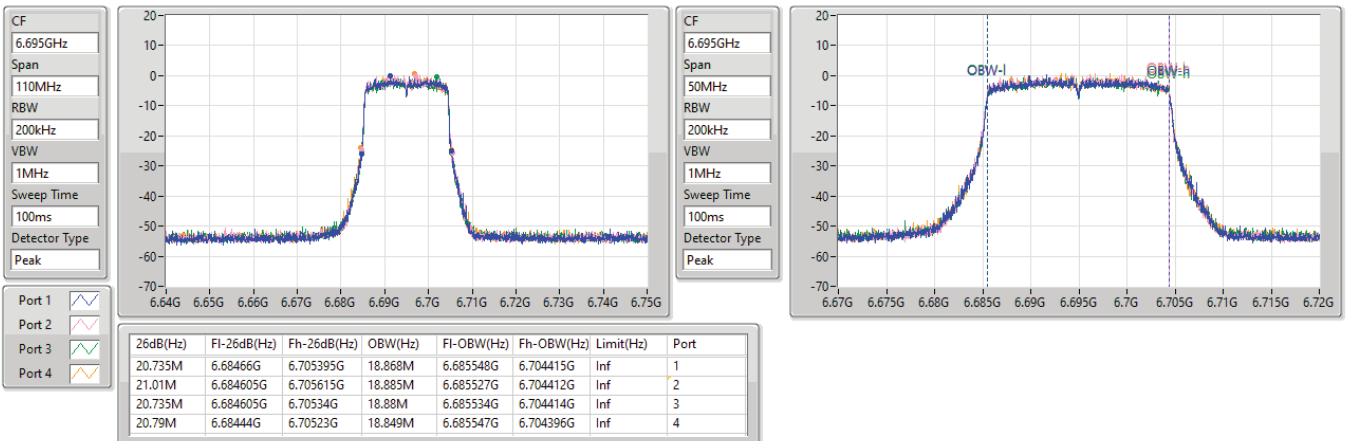 CF
6.695GHz
Span
110MHz
RBW
200kHz
VBW
1MHz
Sweep Time
100ms
Detector Type
Peak
20
10
0
-10
-20
-30
-40
-50
-60
-70
6.64G 6.65G 6.66G 6.67G 6.68G 6.69G 6.7G 6.71G 6.72G 6.73G 6.74G 6.75G
CF
6.695GHz
Span
50MHz
RBW
200kHz
VBW
1MHz
Sweep Time
100ms
Detector Type
Peak
20
10
0
-10
-20
-30
-40
-50
-60
-70
OBW-l OBW-h
6.67G 6.675G 6.68G 6.685G 6.69G 6.695G 6.7G 6.705G 6.71G 6.715G 6.72G
Port 1
Port 2
Port 3
Port 4
26dB(Hz) Fl-26dB(Hz) Fh-26dB(Hz) OBW(Hz) Fl-OBW(Hz) Fh-OBW(Hz) Limit(Hz) Port
20.735M 6.68466G 6.705395G 18.868M 6.685548G 6.704415G Inf 1
21.01M 6.684605G 6.705615G 18.885M 6.685527G 6.704412G Inf 2
20.735M 6.684605G 6.70534G 18.88M 6.685534G 6.704414G Inf 3
20.79M 6.68444G 6.70523G 18.849M 6.685547G 6.704396G Inf 4